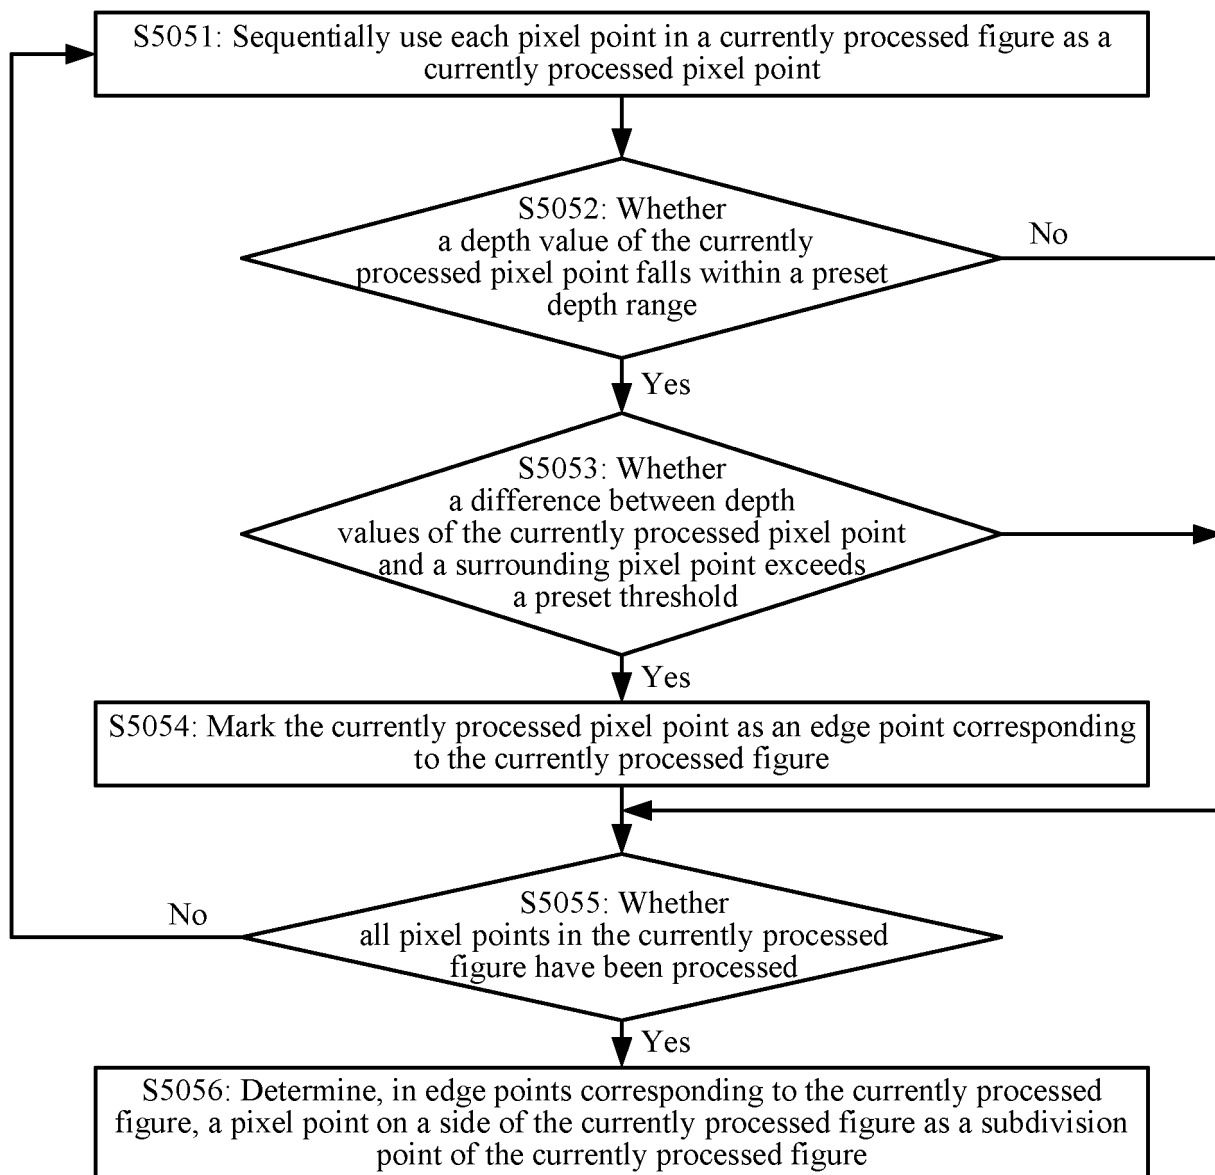 S5051: Sequentially use each pixel point in a currently processed figure as a
currently processed pixel point
S5052: Whether
a depth value of the currently
processed pixel point falls within a preset
depth range
No
Yes
S5053: Whether
a difference between depth
values of the currently processed pixel point
and a surrounding pixel point exceeds
a preset threshold
Yes
S5054: Mark the currently processed pixel point as an edge point corresponding
to the currently processed figure
S5055: Whether
all pixel points in the currently processed
figure have been processed
No
Yes
S5056: Determine, in edge points corresponding to the currently processed
figure, a pixel point on a side of the currently processed figure as a subdivision
point of the currently processed figure